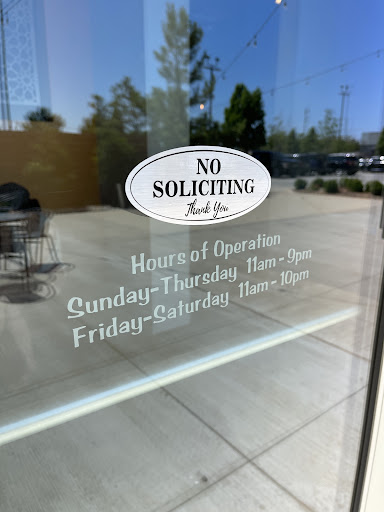 NO
SOLICITING
Thank You
Hours of Operation
Sunday-Thursday 11am - 9pm
Friday-Saturday 11am - 10pm